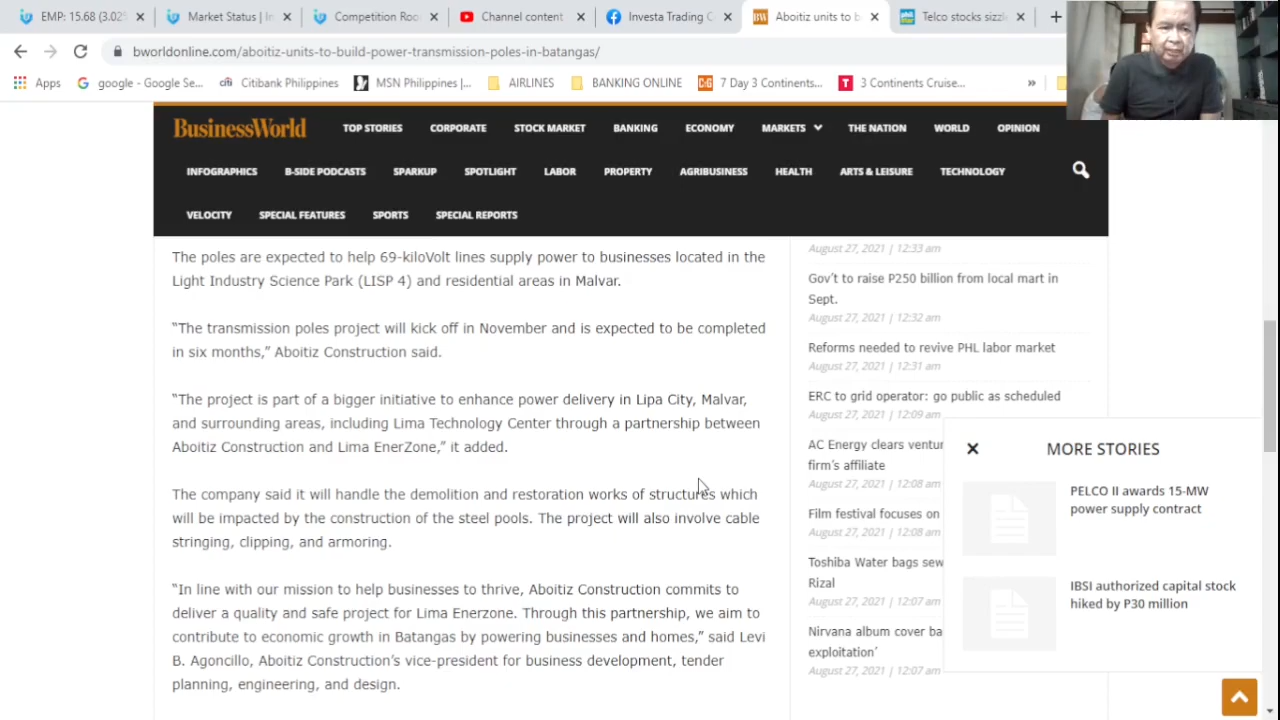 EMP: 15.68 (3.02%
Market Status | In
Competition Roo
Channel content
Investa Trading C
BW
Aboitiz units to b
Telco stocks sizzl
bworldonline.com/aboitiz-units-to-build-power-transmission-poles-in-batangas/
Apps
google - Google Se...
Citibank Philippines
MSN Philippines |...
AIRLINES
BANKING ONLINE
7 Day 3 Continents...
3 Continents Cruise...
»
BusinessWorld
TOP STORIES
CORPORATE
STOCK MARKET
BANKING
ECONOMY
MARKETS
THE NATION
WORLD
OPINION
INFOGRAPHICS
B-SIDE PODCASTS
SPARKUP
SPOTLIGHT
LABOR
PROPERTY
AGRIBUSINESS
HEALTH
ARTS & LEISURE
TECHNOLOGY
VELOCITY
SPECIAL FEATURES
SPORTS
SPECIAL REPORTS
The poles are expected to help 69-kiloVolt lines supply power to businesses located in the
Light Industry Science Park (LISP 4) and residential areas in Malvar.
“The transmission poles project will kick off in November and is expected to be completed
in six months,” Aboitiz Construction said.
“The project is part of a bigger initiative to enhance power delivery in Lipa City, Malvar,
and surrounding areas, including Lima Technology Center through a partnership between
Aboitiz Construction and Lima EnerZone,” it added.
The company said it will handle the demolition and restoration works of structures which
will be impacted by the construction of the steel pools. The project will also involve cable
stringing, clipping, and armoring.
“In line with our mission to help businesses to thrive, Aboitiz Construction commits to
deliver a quality and safe project for Lima Enerzone. Through this partnership, we aim to
contribute to economic growth in Batangas by powering businesses and homes,” said Levi
B. Agoncillo, Aboitiz Construction’s vice-president for business development, tender
planning, engineering, and design.
August 27, 2021 | 12:33 am
Gov’t to raise P250 billion from local mart in
Sept.
August 27, 2021 | 12:32 am
Reforms needed to revive PHL labor market
August 27, 2021 | 12:31 am
ERC to grid operator: go public as scheduled
August 27, 2021 | 12:09 am
AC Energy clears ventur
firm’s affiliate
August 27, 2021 | 12:08 am
Film festival focuses on
August 27, 2021 | 12:08 am
Toshiba Water bags sew
Rizal
August 27, 2021 | 12:07 am
Nirvana album cover ba
exploitation’
August 27, 2021 | 12:07 am
MORE STORIES
PELCO II awards 15-MW
power supply contract
IBSI authorized capital stock
hiked by P30 million